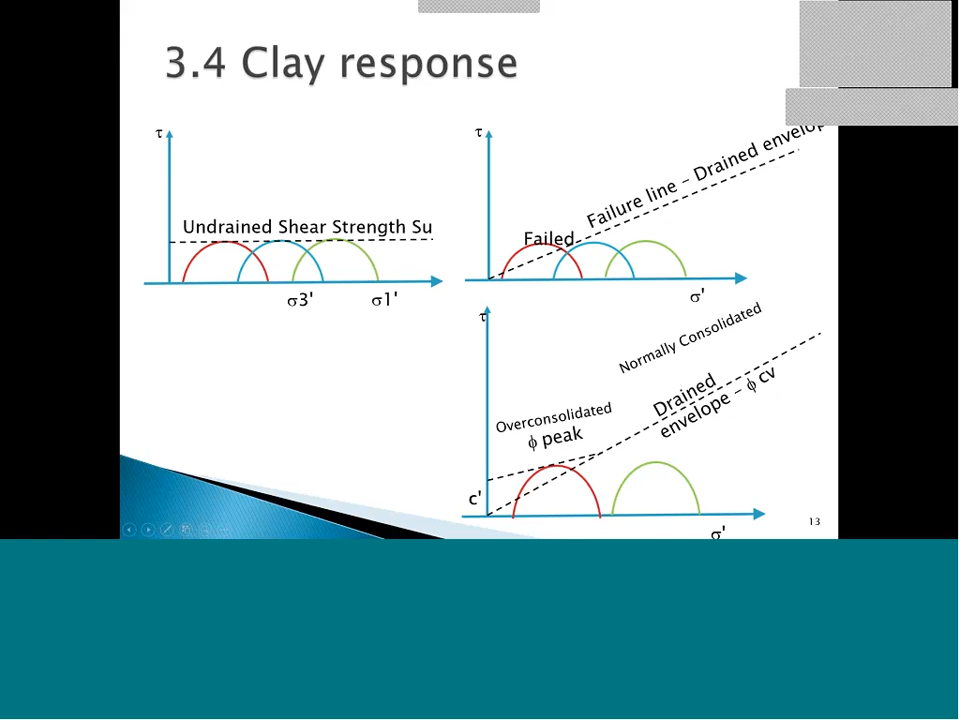 3.4 Clay response
τ
Undrained Shear Strength Su
σ3'
σ1'
τ
Failure line – Drained envelop
Failed
σ'
τ
Normally Consolidated
Overconsolidated
ϕ peak
Drained
envelope – ϕ cv
c'
σ'
13